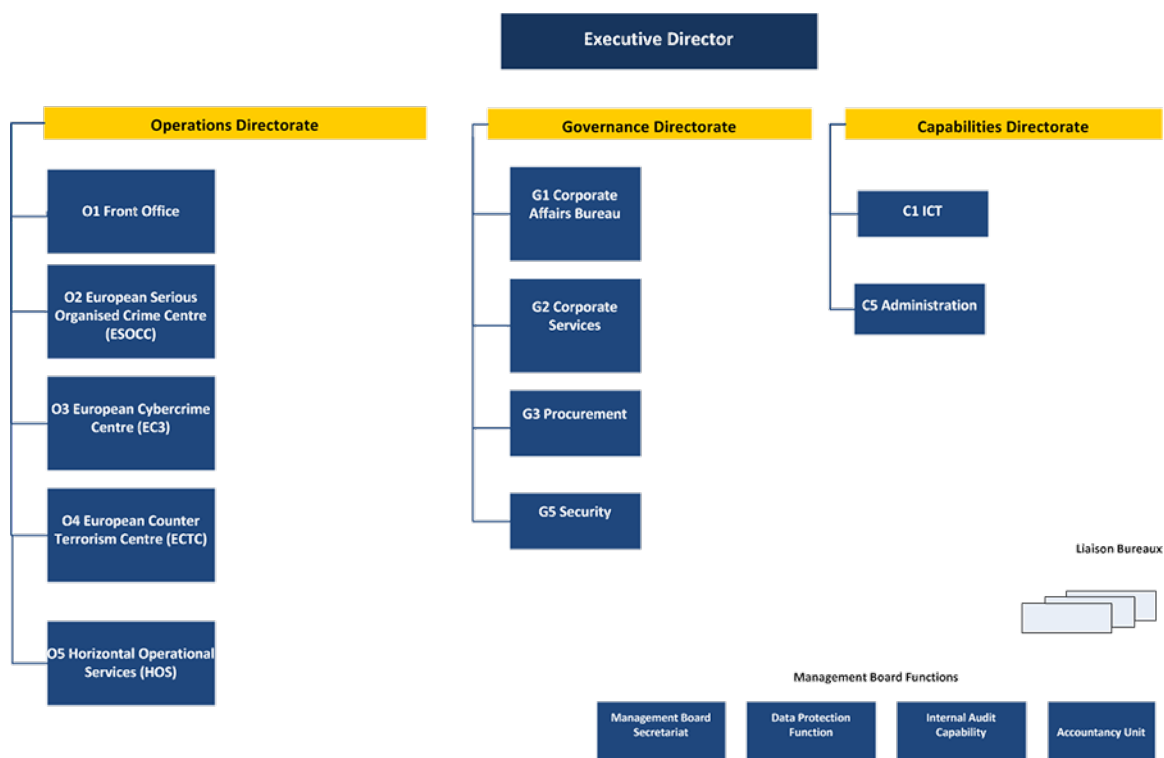 Executive Director
Operations Directorate
O1 Front Office
O2 European Serious
Organised Crime Centre
(ESOCC)
O3 European Cybercrime
Centre (EC3)
O4 European Counter
Terrorism Centre (ECTC)
O5 Horizontal Operational
Services (HOS)
Governance Directorate
G1 Corporate
Affairs Bureau
G2 Corporate
Services
G3 Procurement
G5 Security
Capabilities Directorate
C1 ICT
C5 Administration
Liaison Bureaux
Management Board Functions
Management Board
Secretariat
Data Protection
Function
Internal Audit
Capability
Accountancy Unit